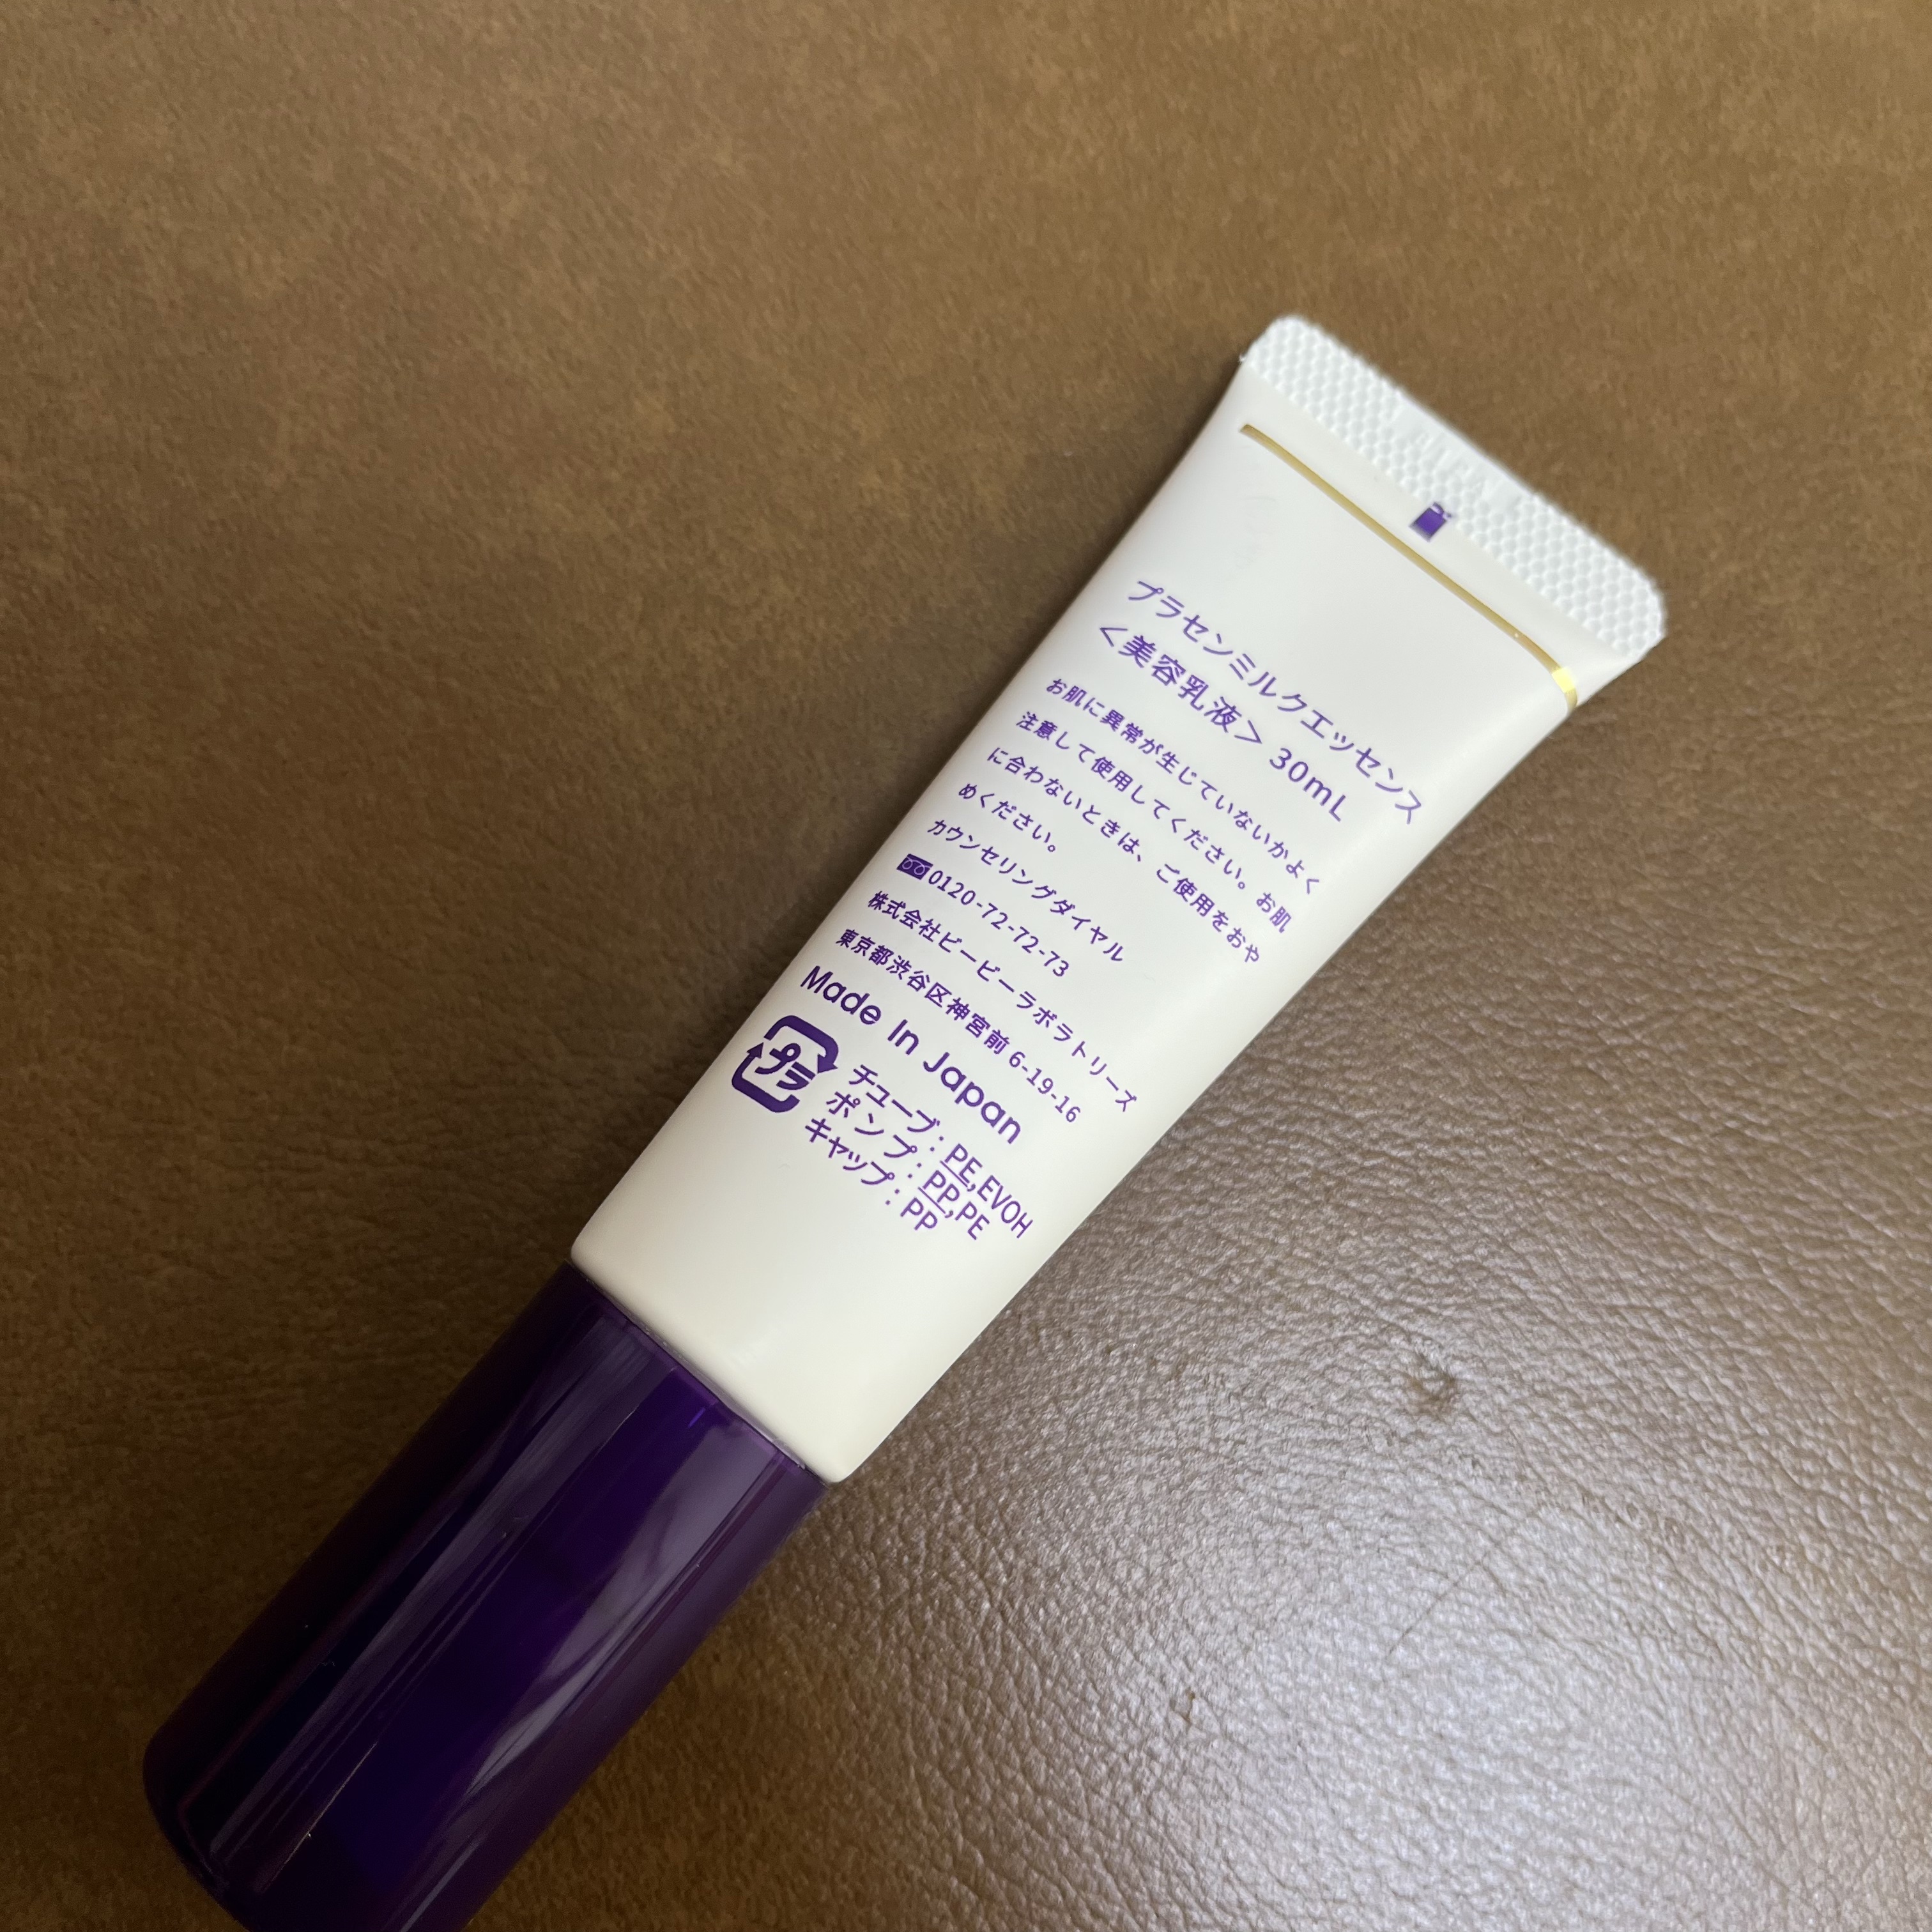 プラセンミルクエッセンス
＜美容乳液＞ 30mL
お肌に異常が生じていないかよく
注意して使用してください。お肌
に合わないときは、ご使用をおや
めください。
カウンセリングダイヤル
0120-72-72-73
株式会社ビービーラボラトリーズ
東京都渋谷区神宮前 6-19-16
Made In Japan
プラ
チューブ：PE,EVOH
ポンプ：PP,PE
キャップ：PP